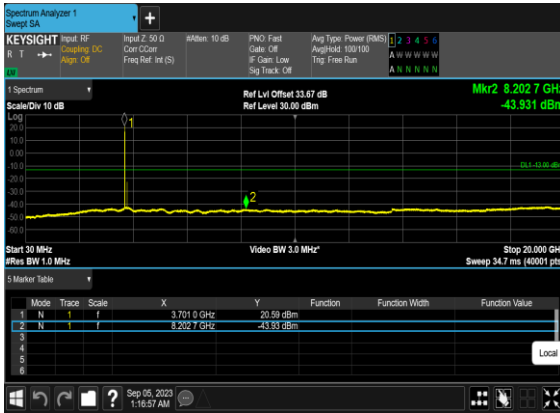 Spectrum Analyzer 1
Swept SA
+
KEYSIGHT Input: RF Input Z: 50 Ω #Atten: 10 dB PNO: Fast Avg Type: Power (RMS) 1 2 3 4 5 6
R T Coupling: DC Corr CCorr Gate: Off Avg|Hold: 100/100 A W W W W W
Align: Off Freq Ref: Int (S) IF Gain: Low Trig: Free Run
Sig Track: Off A N N N N N
1 Spectrum Ref Lvl Offset 33.67 dB Mkr2 8.202 7 GHz
Scale/Div 10 dB Ref Level 30.00 dBm -43.931 dBm
Log
20.0
10.0
0.00
-10.0
DL1 -13.00 dBm
-20.0
-30.0
-40.0
-50.0
-60.0
1
2
Start 30 MHz Video BW 3.0 MHz* Stop 20.000 GH
#Res BW 1.0 MHz Sweep 34.7 ms (40001 pts
5 Marker Table
Mode Trace Scale X Y Function Function Width Function Value
1 N 1 f 3.701 0 GHz 20.59 dBm
2 N 1 f 8.202 7 GHz -43.93 dBm
3
4
5
6
Local
? Sep 05, 2023
1:16:57 AM